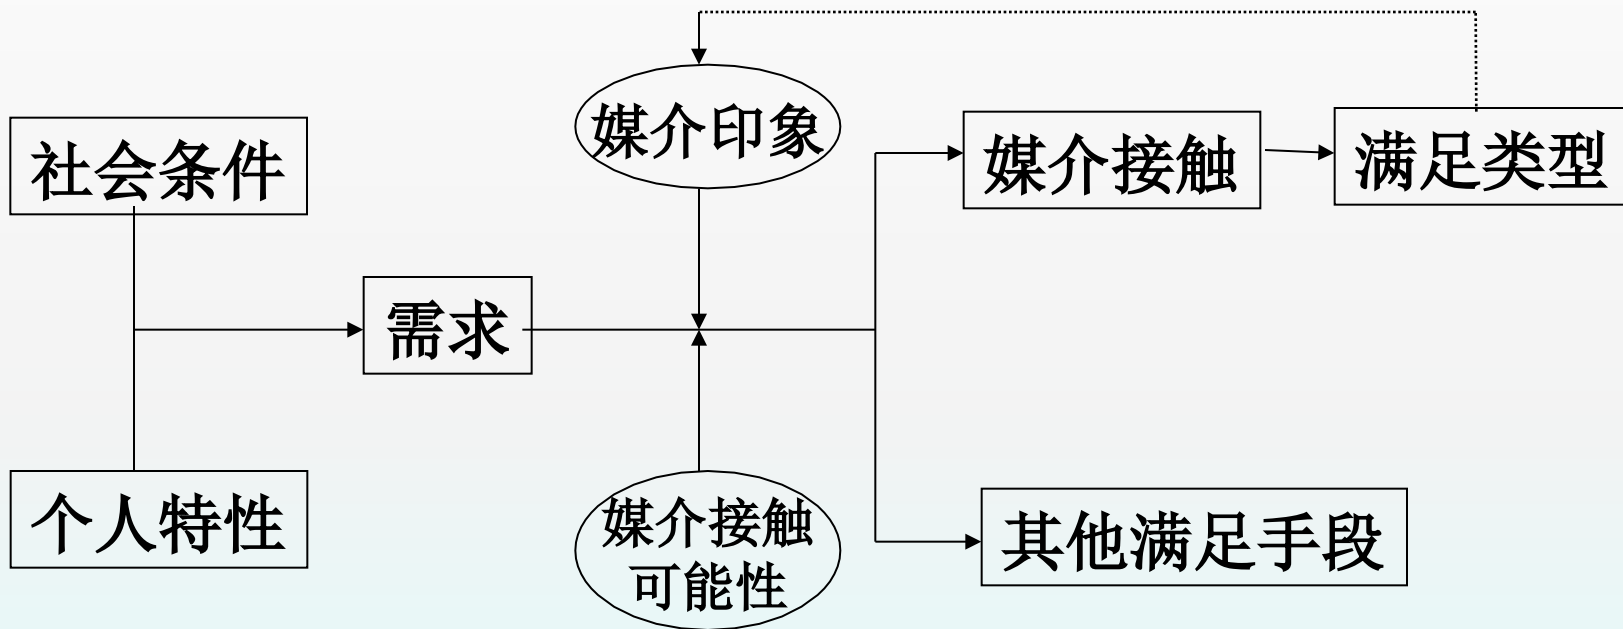 媒介印象
社会条件
媒介接触
满足类型
需求
个人特性
媒介接触
可能性
其他满足手段